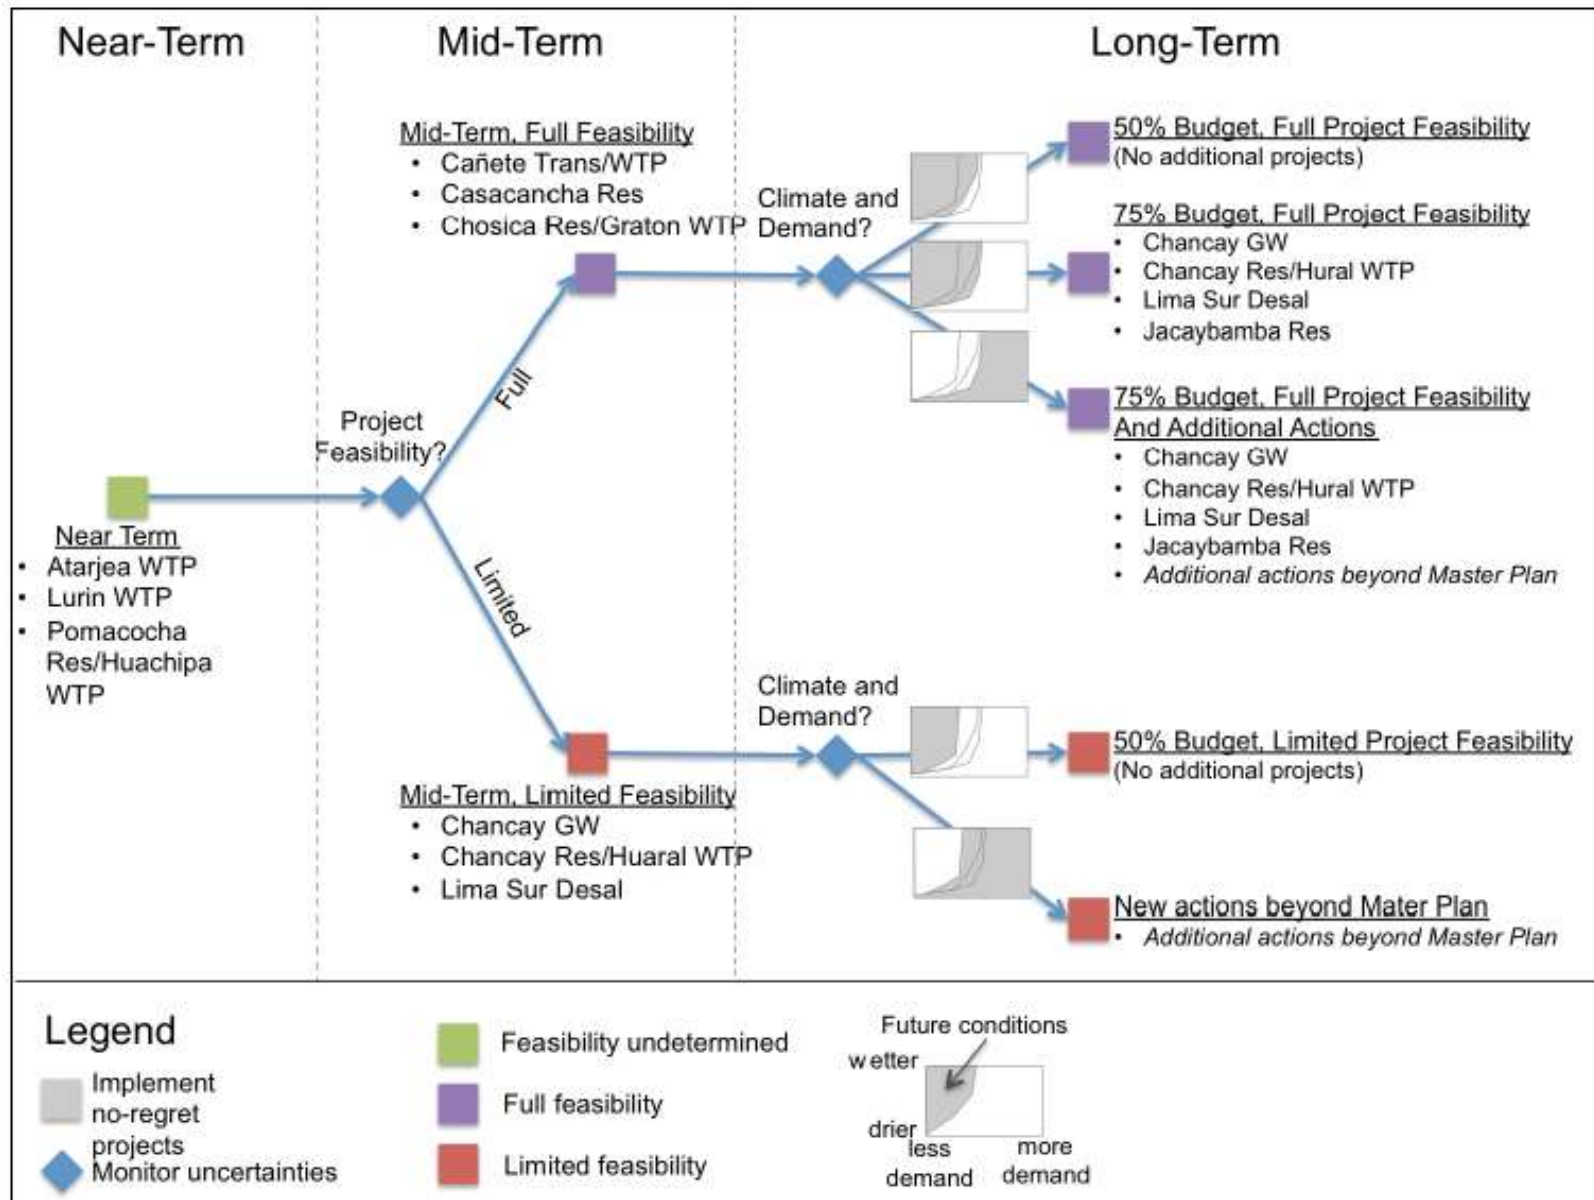 Near-Term
Mid-Term
Long-Term
Near Term
• Atarjea WTP
• Lurin WTP
• Pomacocha
Res/Huachipa
WTP
Project
Feasibility?
Full
Limited
Mid-Term, Full Feasibility
• Cañete Trans/WTP
• Casacancha Res
• Chosica Res/Graton WTP
Mid-Term, Limited Feasibility
• Chancay GW
• Chancay Res/Huaral WTP
• Lima Sur Desal
Climate and
Demand?
50% Budget, Full Project Feasibility
(No additional projects)
75% Budget, Full Project Feasibility
• Chancay GW
• Chancay Res/Hural WTP
• Lima Sur Desal
• Jacaybamba Res
75% Budget, Full Project Feasibility
And Additional Actions
• Chancay GW
• Chancay Res/Hural WTP
• Lima Sur Desal
• Jacaybamba Res
• Additional actions beyond Master Plan
Climate and
Demand?
50% Budget, Limited Project Feasibility
(No additional projects)
New actions beyond Mater Plan
• Additional actions beyond Master Plan
Legend
Implement
no-regret
projects
Monitor uncertainties
Feasibility undetermined
Full feasibility
Limited feasibility
Future conditions
wetter
drier
less
demand
more
demand